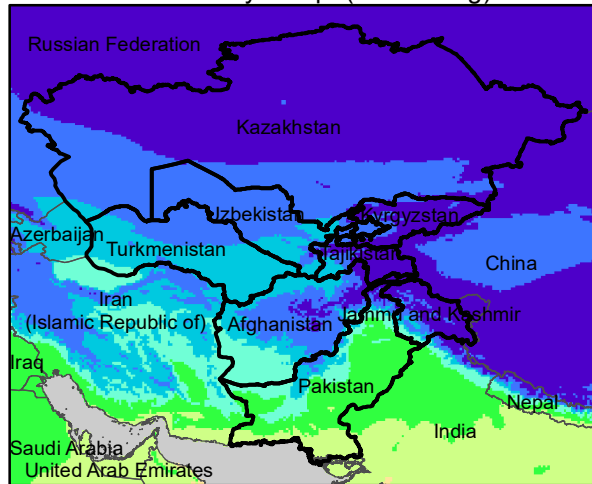 Russian Federation
Kazakhstan
Uzbekistan
Kyrgyzstan
Azerbaijan
Turkmenistan
Tajikistan
China
Iran
(Islamic Republic of)
Afghanistan
Jammu and Kashmir
Iraq
Pakistan
Nepal
India
Saudi Arabia
United Arab Emirates